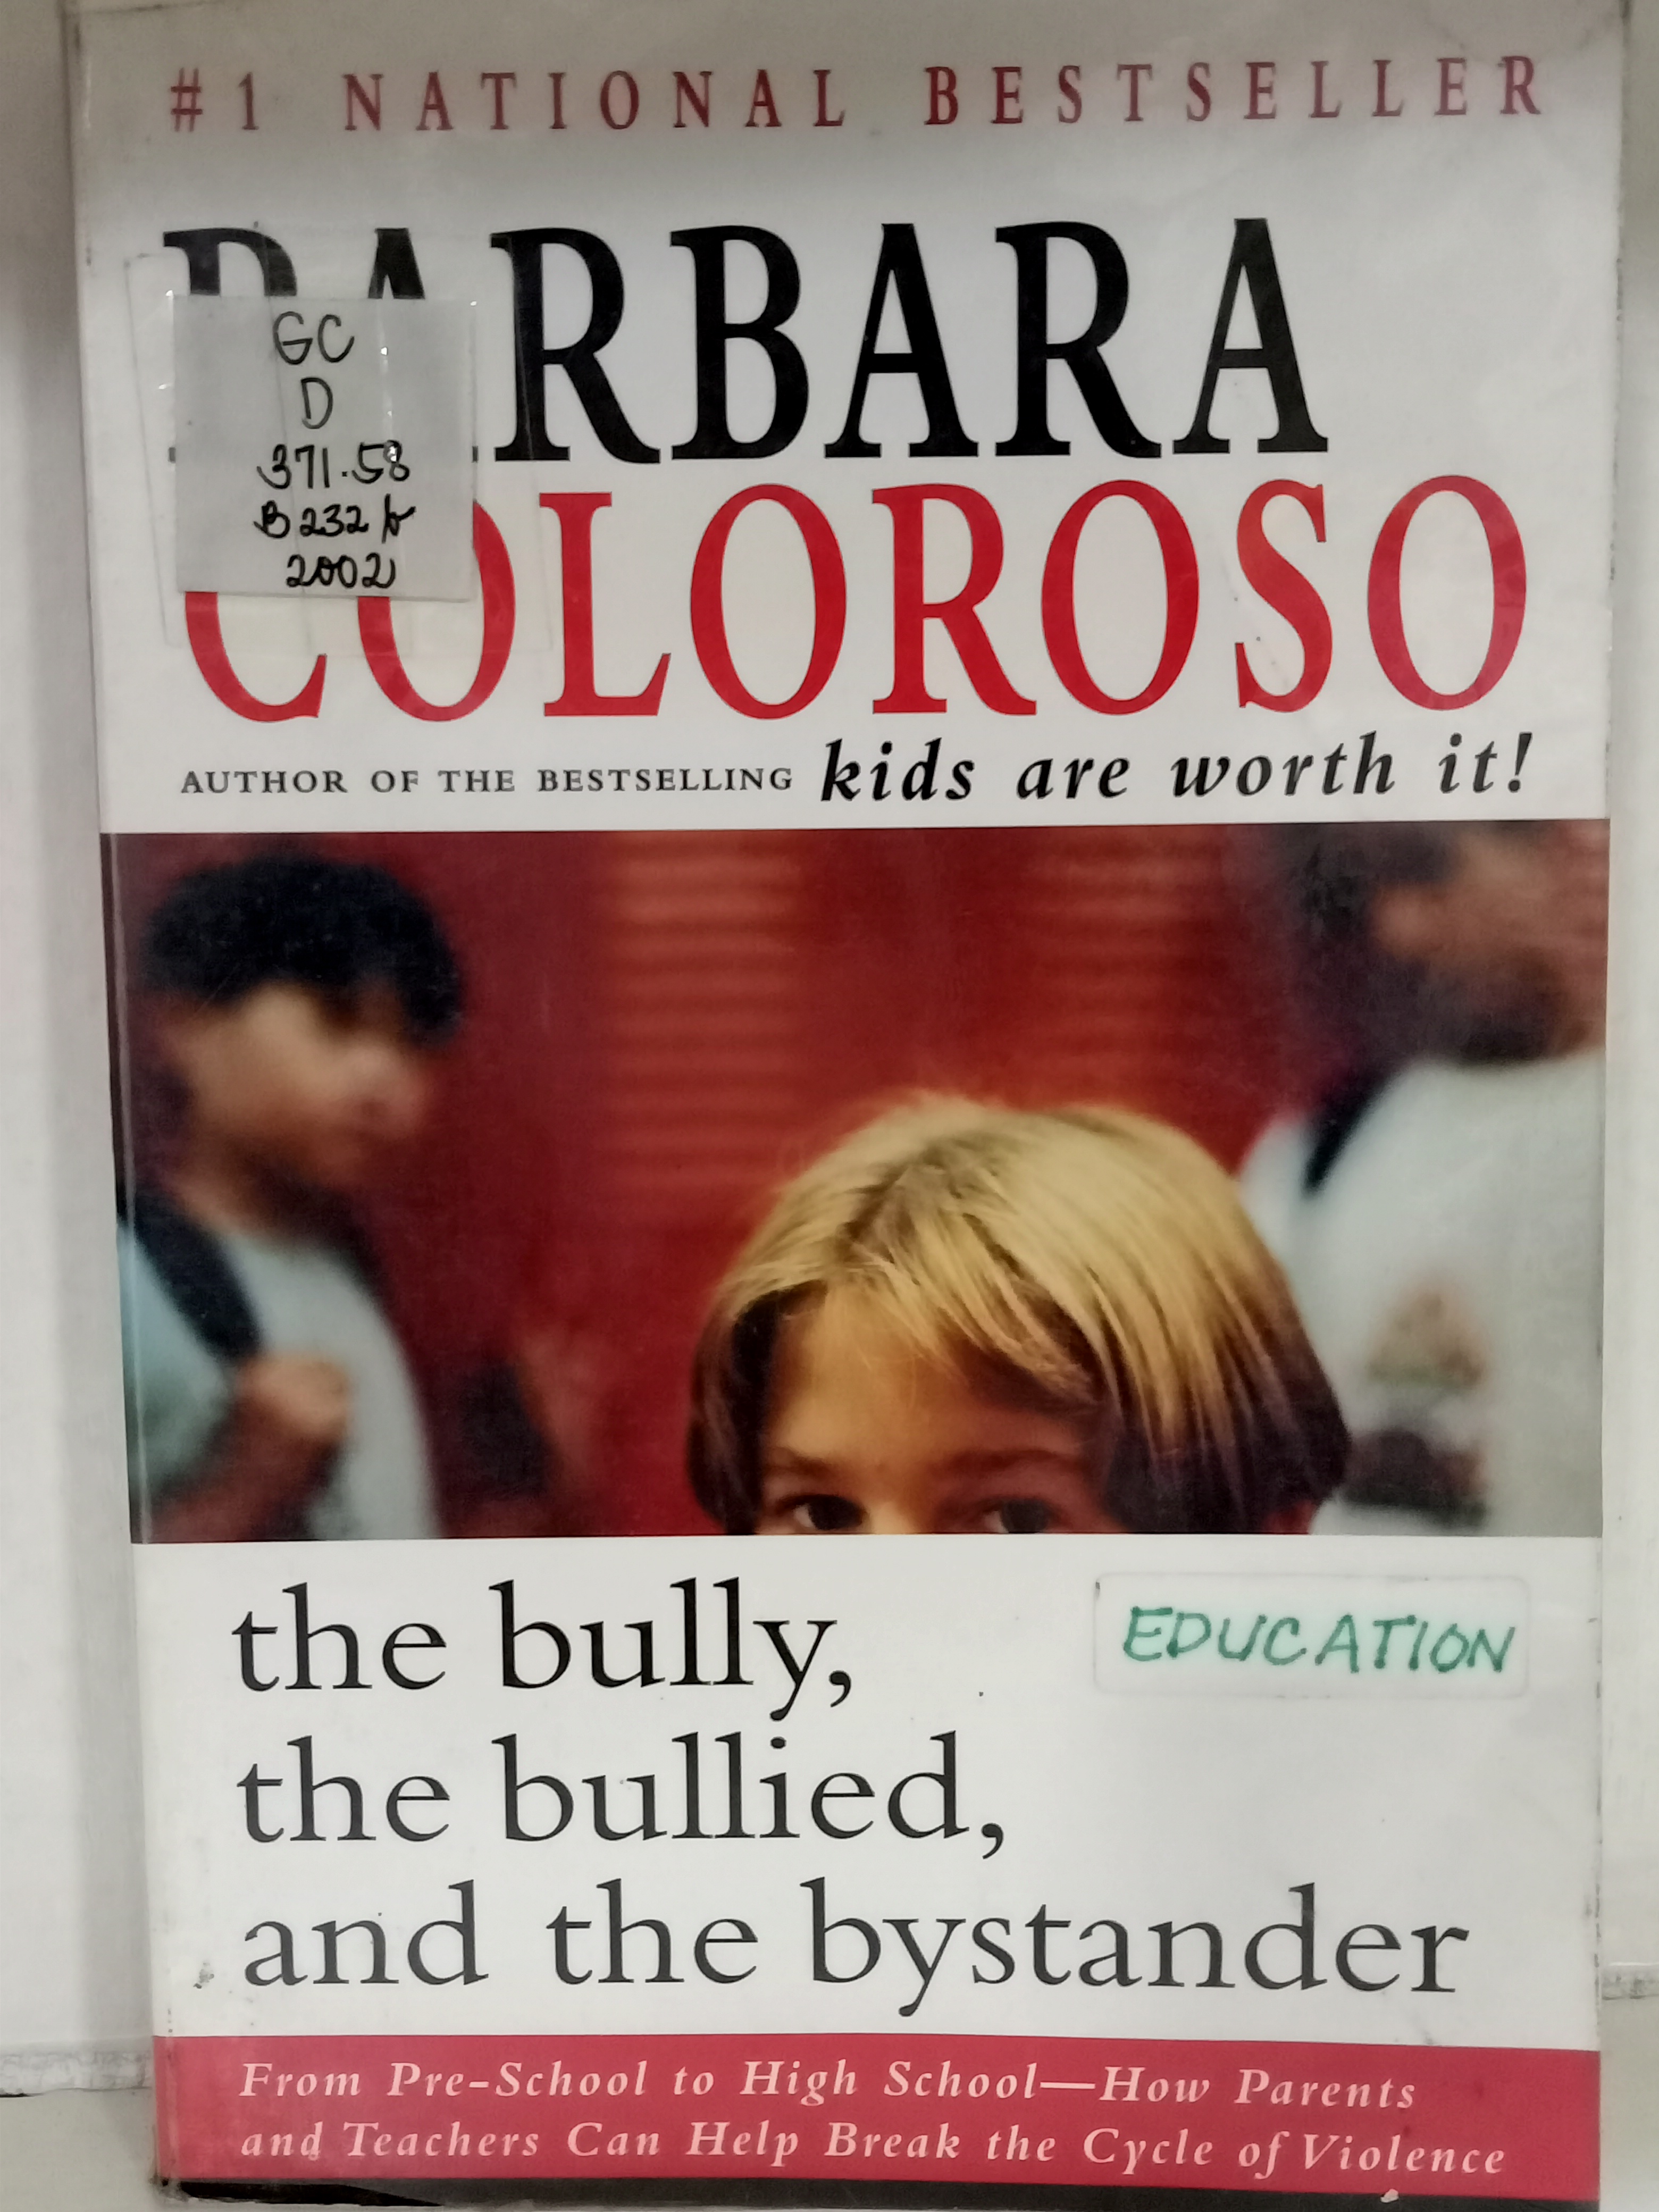 #1 NATIONAL BESTSELLER
BARBARA
GC
D
371.58
B232b
2002
COLOROSO
AUTHOR OF THE BESTSELLING kids are worth it!
the bully,
EDUCATION
the bullied,
and the bystander
From Pre-School to High School—How Parents
and Teachers Can Help Break the Cycle of Violence